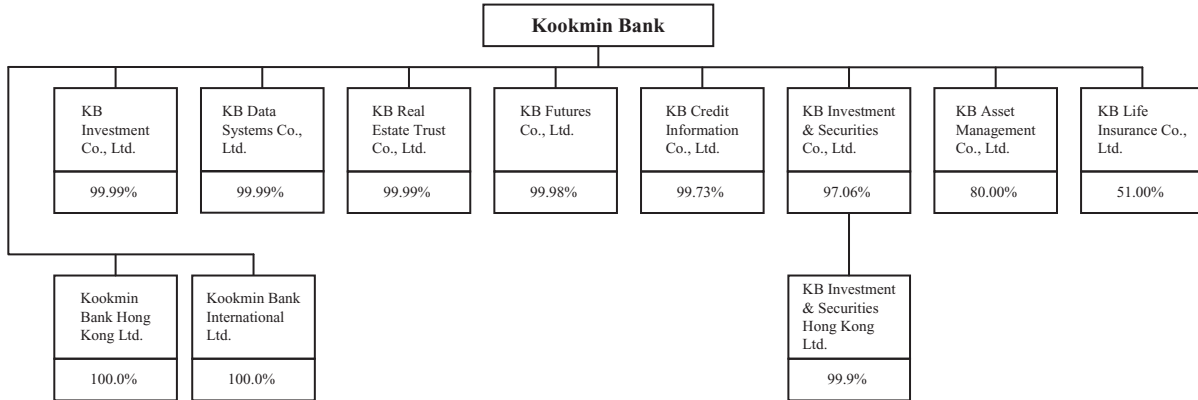 Kookmin Bank
KB
Investment
Co., Ltd.
99.99%
KB Data
Systems Co.,
Ltd.
99.99%
KB Real
Estate Trust
Co., Ltd.
99.99%
KB Futures
Co., Ltd.
99.98%
KB Credit
Information
Co., Ltd.
99.73%
KB Investment
& Securities
Co., Ltd.
97.06%
KB Asset
Management
Co., Ltd.
80.00%
KB Life
Insurance Co.,
Ltd.
51.00%
Kookmin
Bank Hong
Kong Ltd.
100.0%
Kookmin Bank
International
Ltd.
100.0%
KB Investment
& Securities
Hong Kong
Ltd.
99.9%